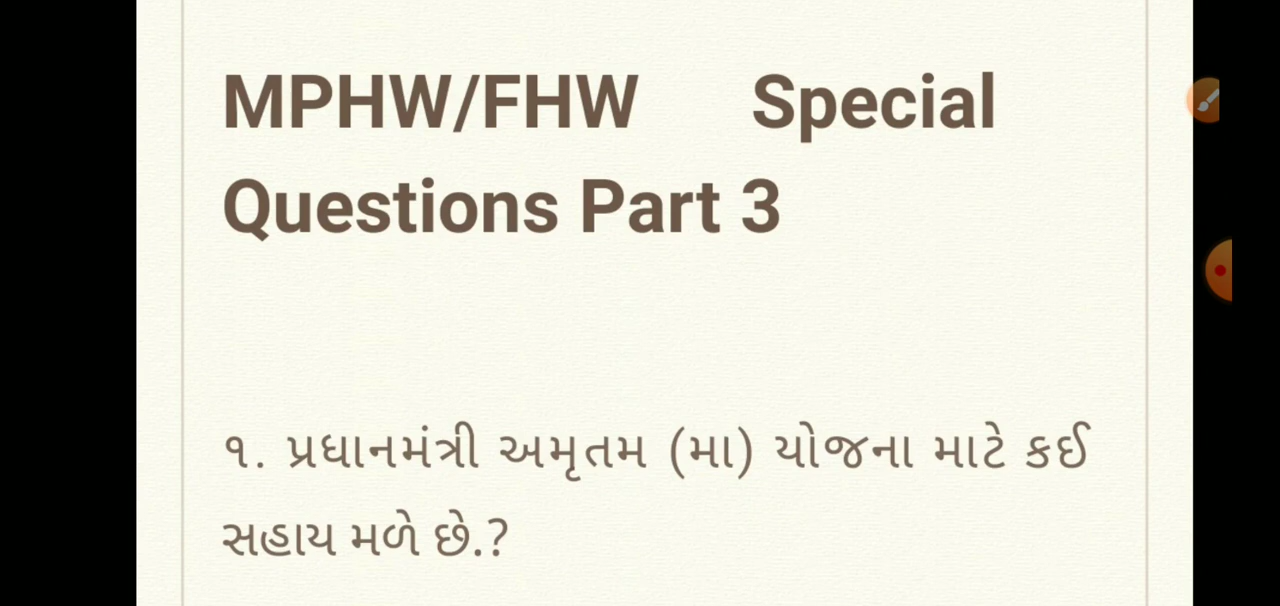 MPHW/FHW Special
Questions Part 3
૧. પ્રધાનમંત્રી અમૃતમ (મા) યોજના માટે કઈ
સહાય મળે છે.?